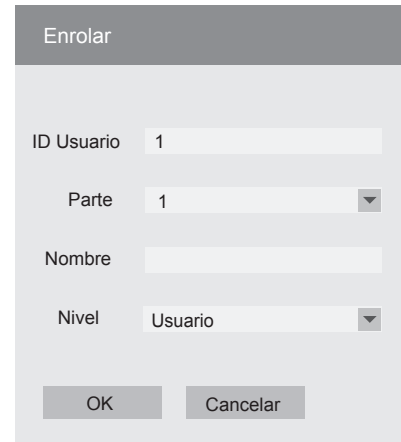 Enrolar
ID Usuario 1
Parte 1
Nombre
Nivel Usuario
OK Cancelar